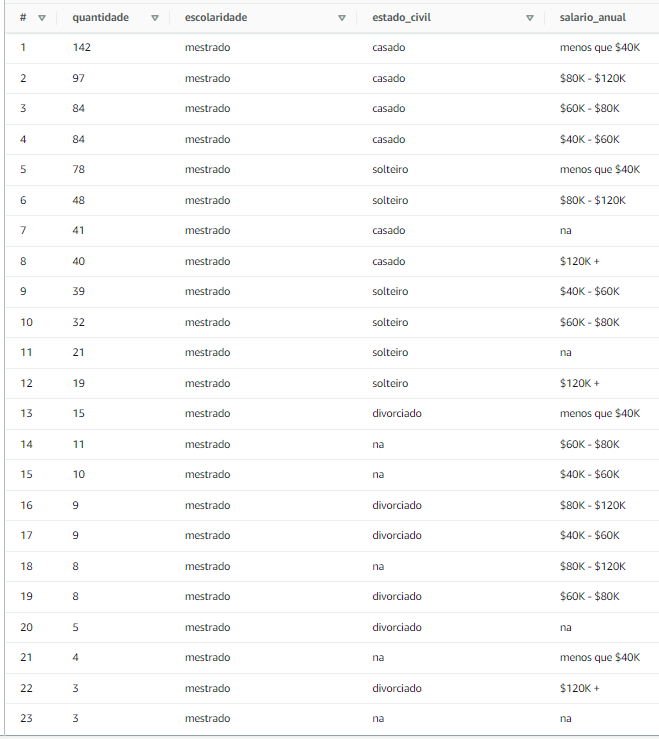 # quantidade escolaridade estado_civil salario_anual
1 142 mestrado casado menos que $40K
2 97 mestrado casado $80K - $120K
3 84 mestrado casado $60K - $80K
4 84 mestrado casado $40K - $60K
5 78 mestrado solteiro menos que $40K
6 48 mestrado solteiro $80K - $120K
7 41 mestrado casado na
8 40 mestrado casado $120K +
9 39 mestrado solteiro $40K - $60K
10 32 mestrado solteiro $60K - $80K
11 21 mestrado solteiro na
12 19 mestrado solteiro $120K +
13 15 mestrado divorciado menos que $40K
14 11 mestrado na $60K - $80K
15 10 mestrado na $40K - $60K
16 9 mestrado divorciado $80K - $120K
17 9 mestrado divorciado $40K - $60K
18 8 mestrado na $80K - $120K
19 8 mestrado divorciado $60K - $80K
20 5 mestrado divorciado na
21 4 mestrado na menos que $40K
22 3 mestrado divorciado $120K +
23 3 mestrado na na